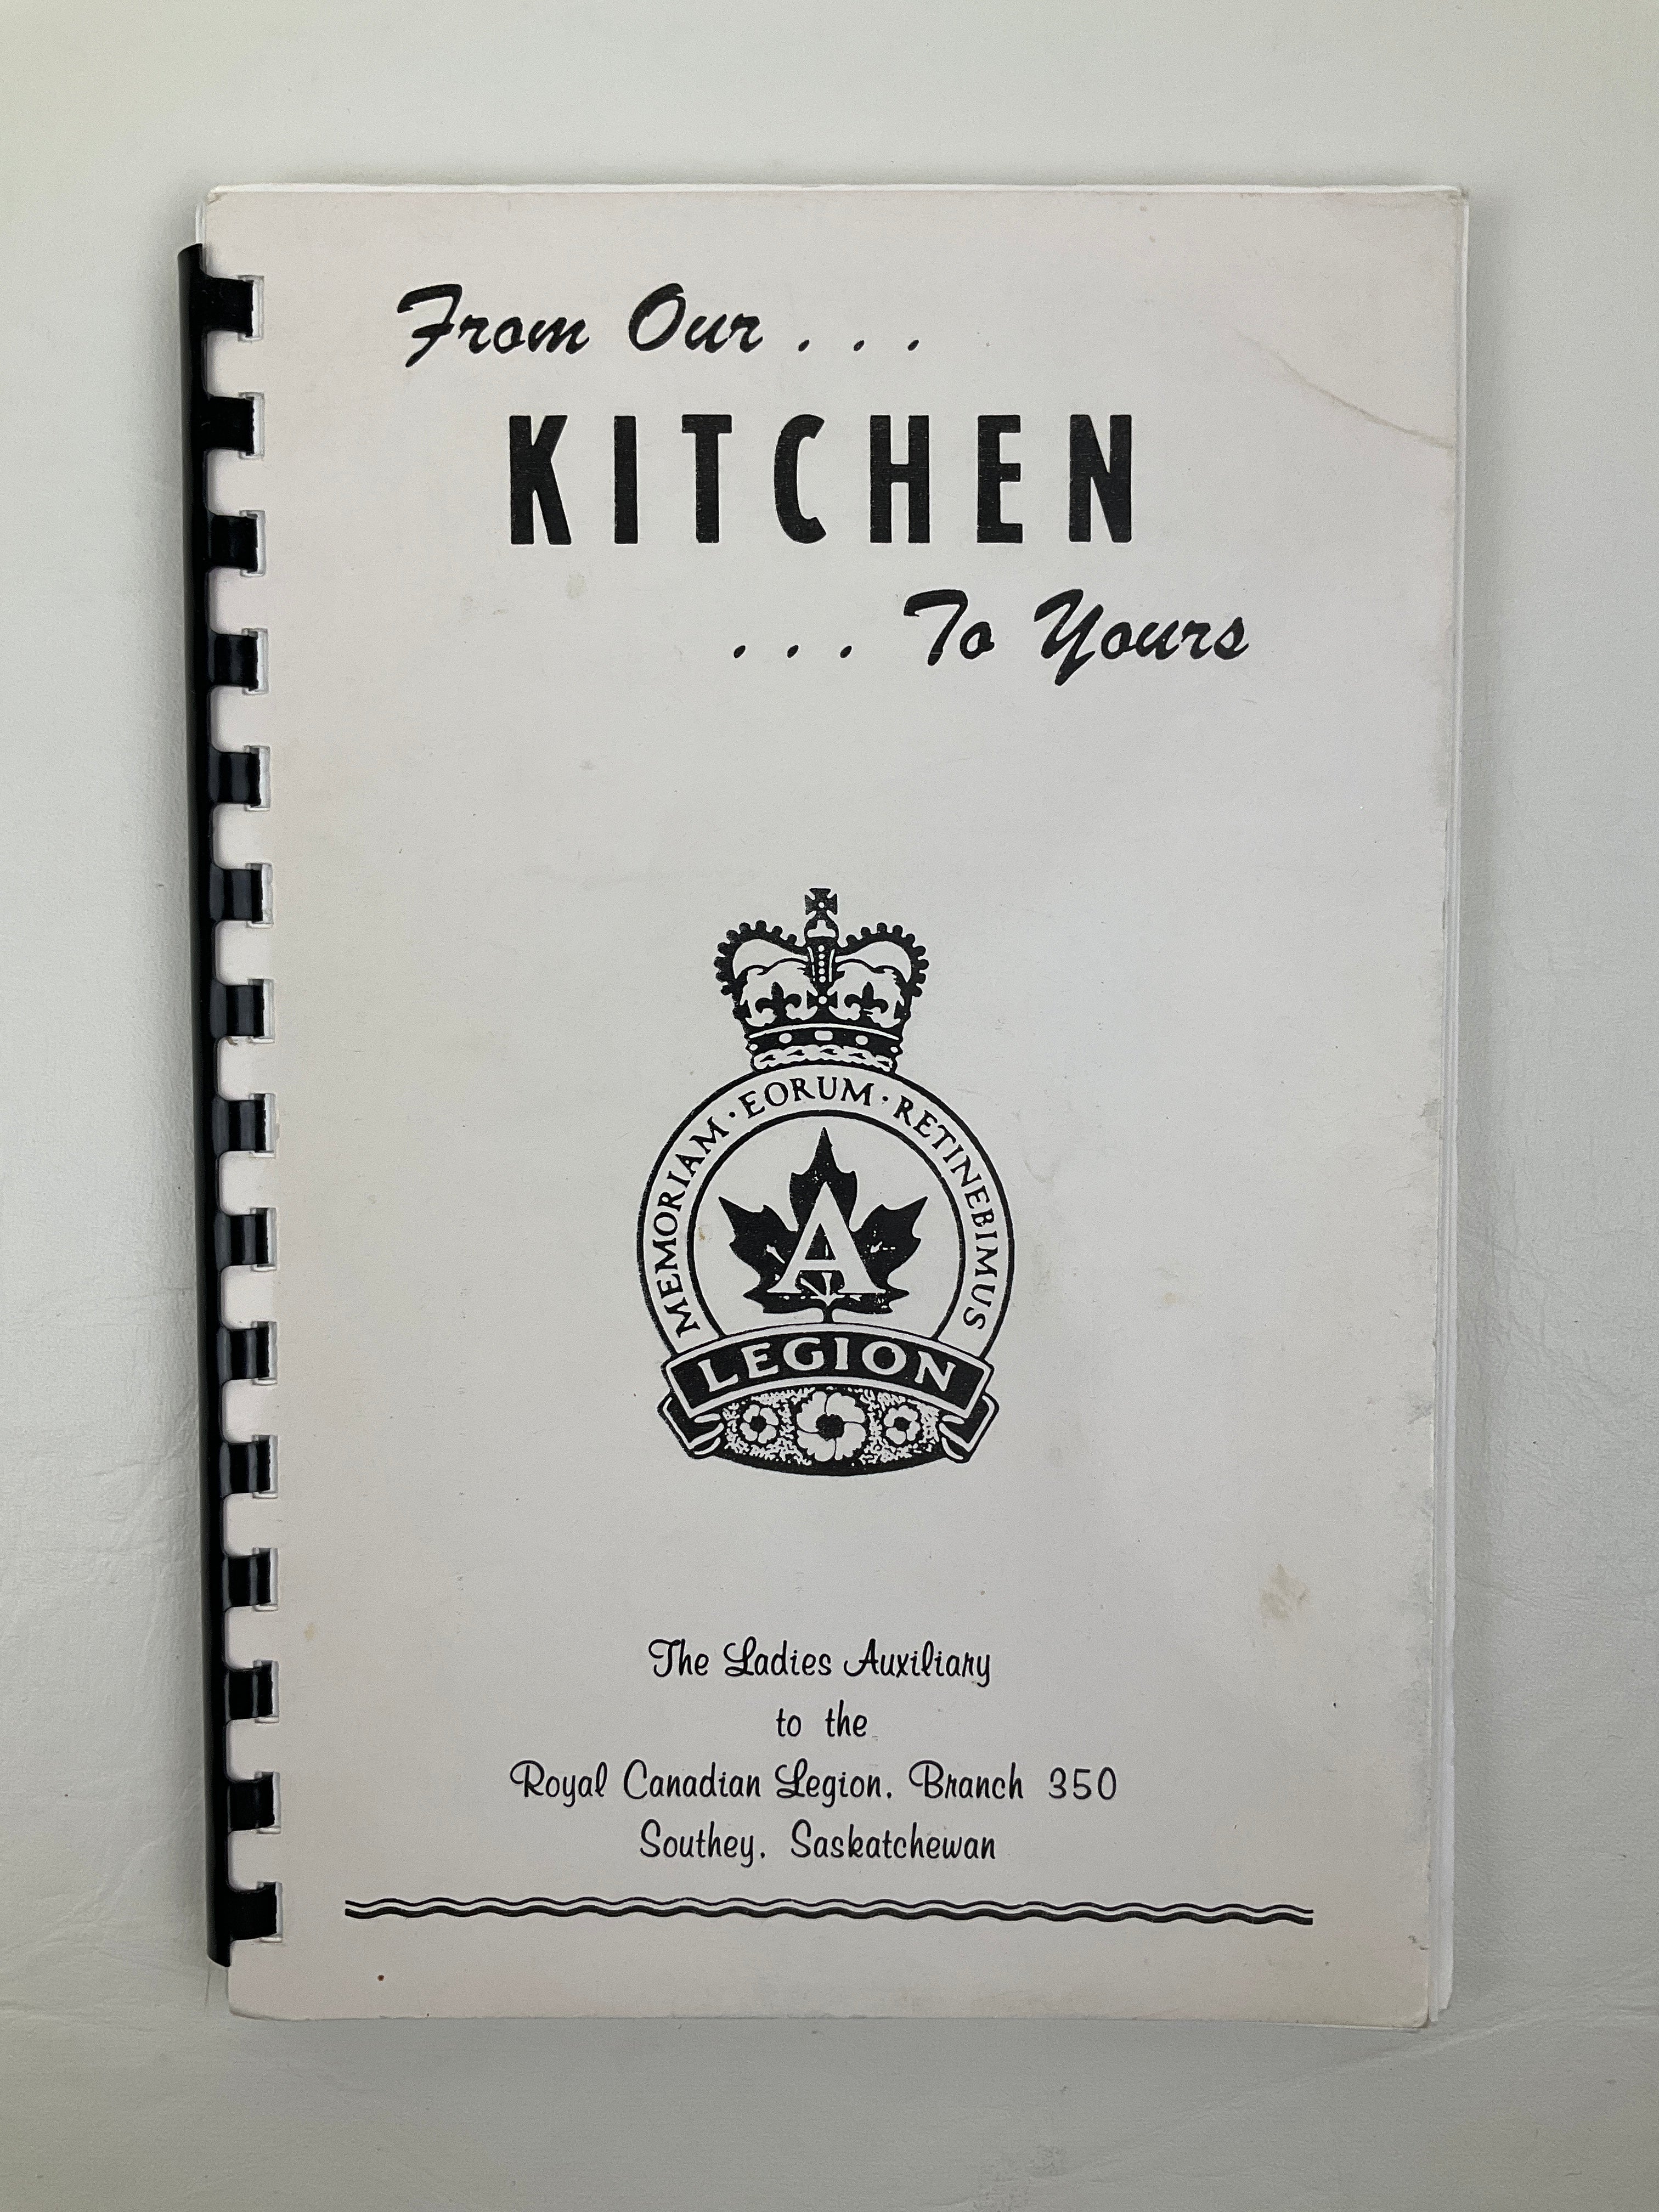 From Our . . .
KITCHEN
. . . To Yours
MEMORIAM · EORUM · RETINEBIMUS
A
LEGION
The Ladies Auxiliary
to the
Royal Canadian Legion, Branch 350
Southey, Saskatchewan